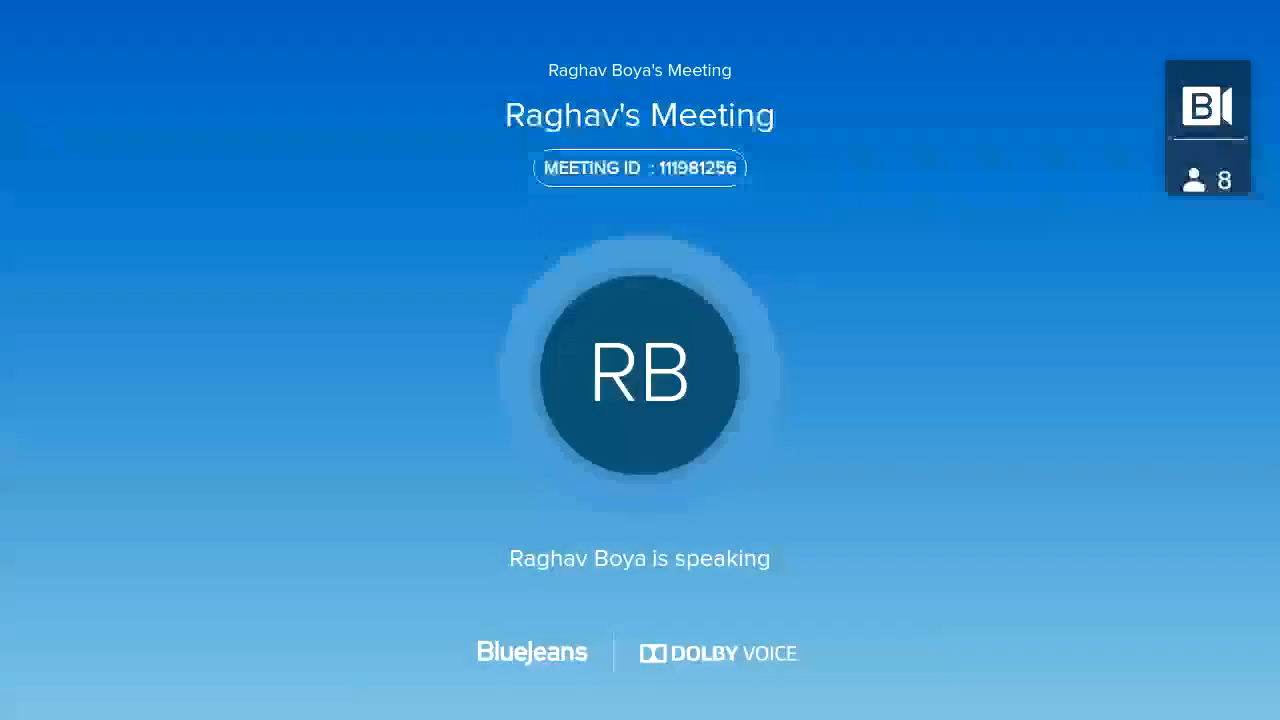 Raghav Boya's Meeting
Raghav's Meeting
MEETING ID : 111981256
B
8
RB
Raghav Boya is speaking
BlueJeans
DOLBY VOICE